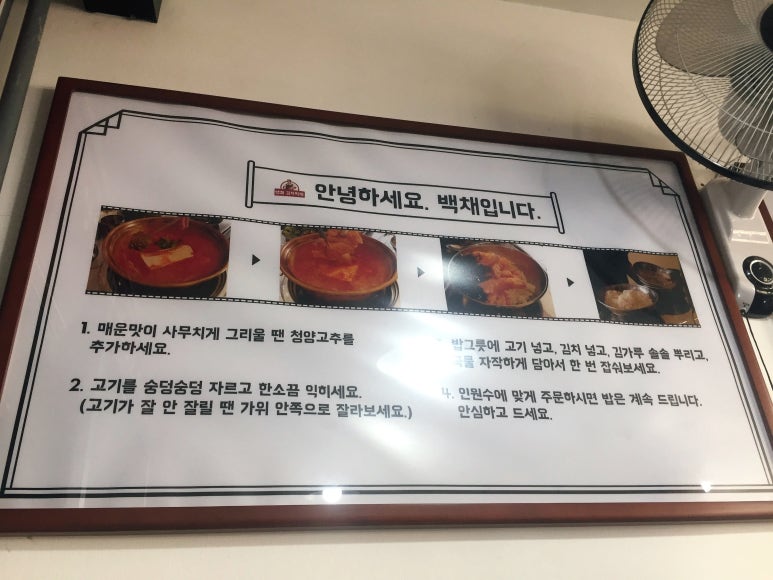 안녕하세요. 백채입니다.
1. 매운맛이 사무치게 그리울 땐 청양고추를
추가하세요.
2. 고기를 숭덩숭덩 자르고 한소끔 익히세요.
(고기가 잘 안 잘릴 땐 가위 안쪽으로 잘라보세요.)
밥그릇에 고기 넣고, 김치 넣고, 김가루 솔솔 뿌리고,
국물 자작하게 담아서 한 번 잡숴보세요.
4. 인원수에 맞게 주문하시면 밥은 계속 드립니다.
안심하고 드세요.